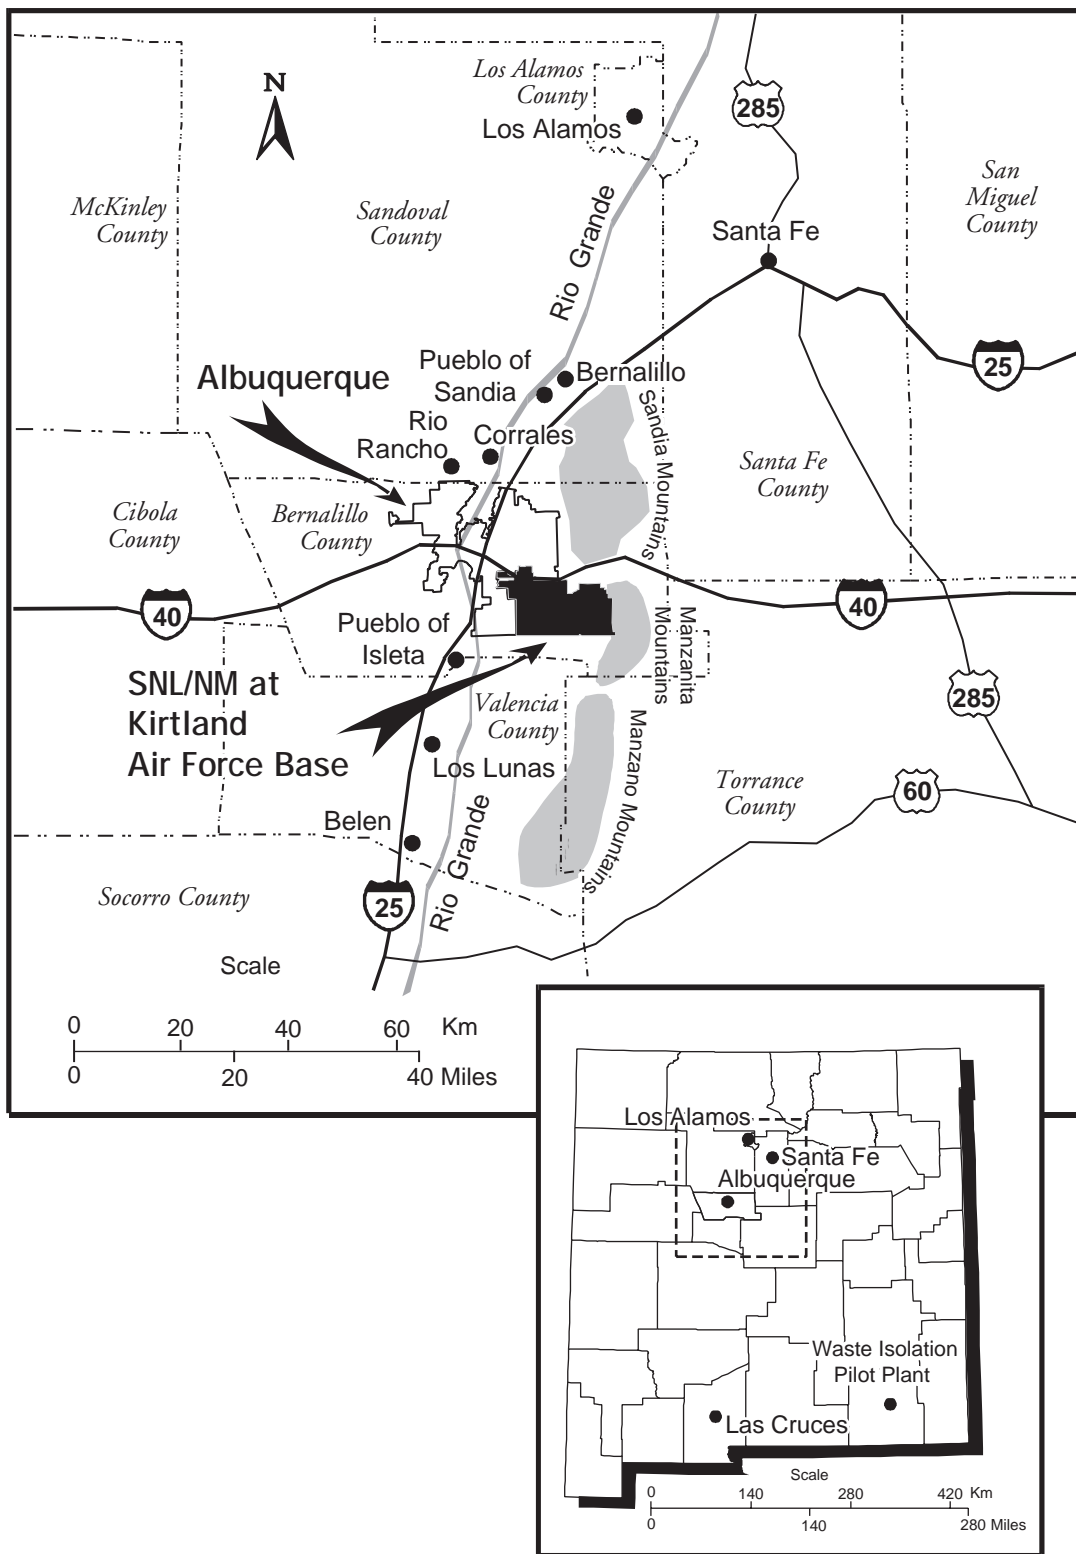 N
Los Alamos
County
Los Alamos
285
McKinley
County
Sandoval
County
San
Miguel
County
Santa Fe
Rio Grande
Pueblo of
Sandia
Bernalillo
25
Albuquerque
Rio
Rancho
Corrales
Sandia Mountains
Santa Fe
County
Cibola
County
Bernalillo
County
40
40
Pueblo of
Isleta
Manzanita
Mountains
SNL/NM at
Kirtland
Air Force Base
Valencia
County
285
Los Lunas
Manzano Mountains
Torrance
County
60
Belen
Rio Grande
Socorro County
25
Scale
0 20 40 60 Km
0 20 40 Miles
Los Alamos
Santa Fe
Albuquerque
Waste Isolation
Pilot Plant
Las Cruces
Scale
0 140 280 420 Km
0 140 280 Miles